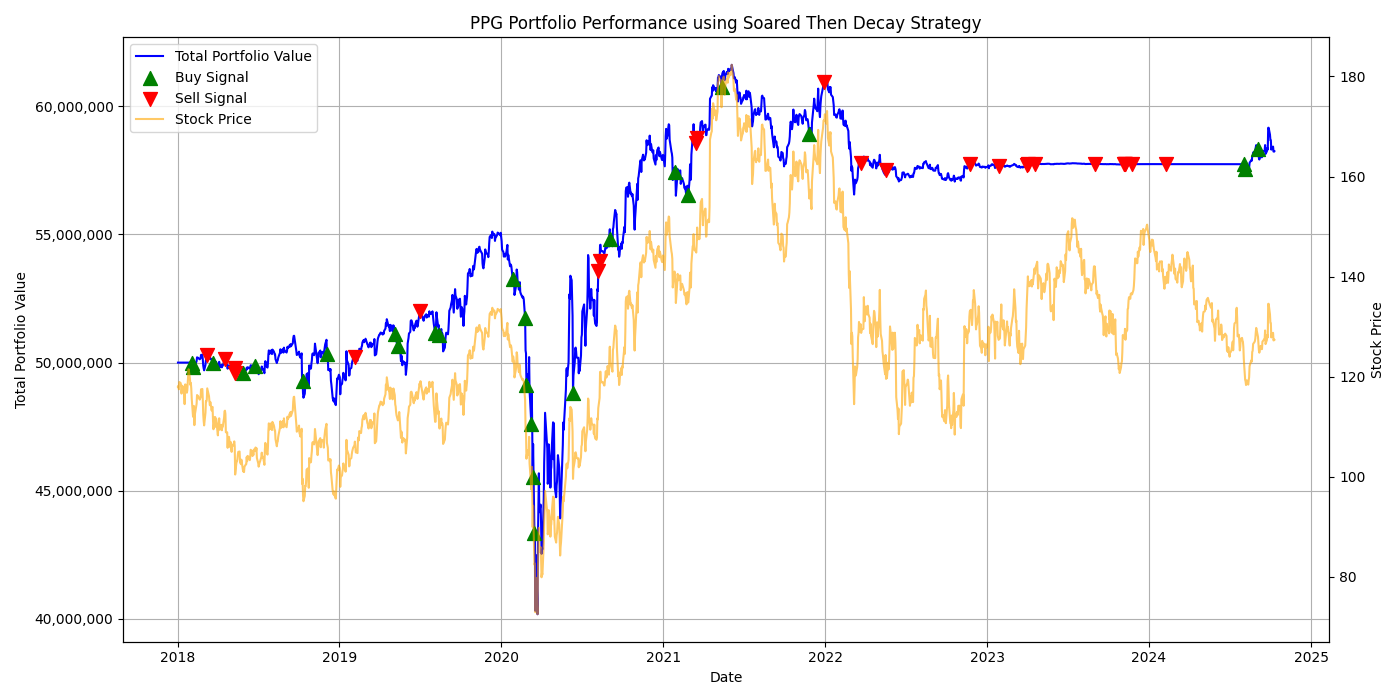 PPG Portfolio Performance using Soared Then Decay Strategy
Total Portfolio Value
Buy Signal
Sell Signal
Stock Price
60,000,000
55,000,000
50,000,000
45,000,000
40,000,000
Total Portfolio Value
180
160
140
120
100
80
Stock Price
2018
2019
2020
2021
2022
2023
2024
2025
Date